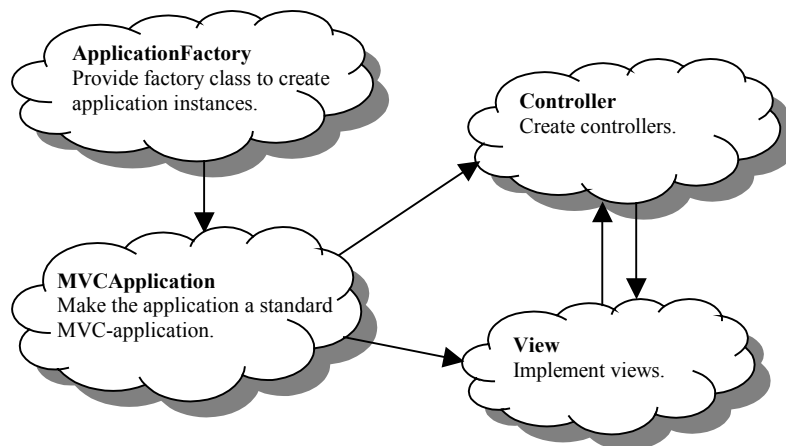 ApplicationFactory
Provide factory class to create
application instances.
Controller
Create controllers.
MVCApplication
Make the application a standard
MVC-application.
View
Implement views.